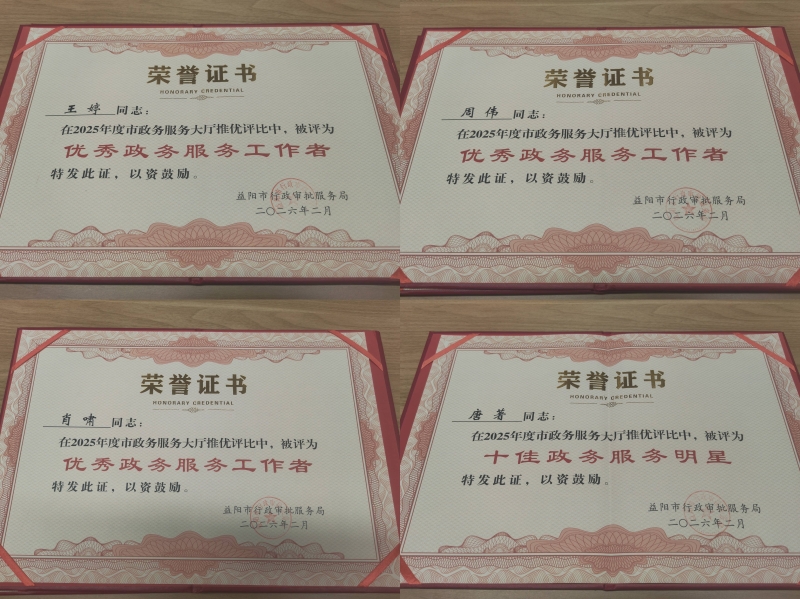 荣誉证书
HONORARY CREDENTIAL
王婷 同志：
在2025年度市政务服务大厅推优评比中，被评为
优秀政务服务工作者
特发此证，以资鼓励。
益阳市行政审批服务局
二〇二六年二月
荣誉证书
HONORARY CREDENTIAL
周伟 同志：
在2025年度市政务服务大厅推优评比中，被评为
优秀政务服务工作者
特发此证，以资鼓励。
益阳市行政审批服务局
二〇二六年二月
荣誉证书
HONORARY CREDENTIAL
肖啸 同志：
在2025年度市政务服务大厅推优评比中，被评为
优秀政务服务工作者
特发此证，以资鼓励。
益阳市行政审批服务局
二〇二六年二月
荣誉证书
HONORARY CREDENTIAL
唐著 同志：
在2025年度市政务服务大厅推优评比中，被评为
十佳政务服务明星
特发此证，以资鼓励。
益阳市行政审批服务局
二〇二六年二月